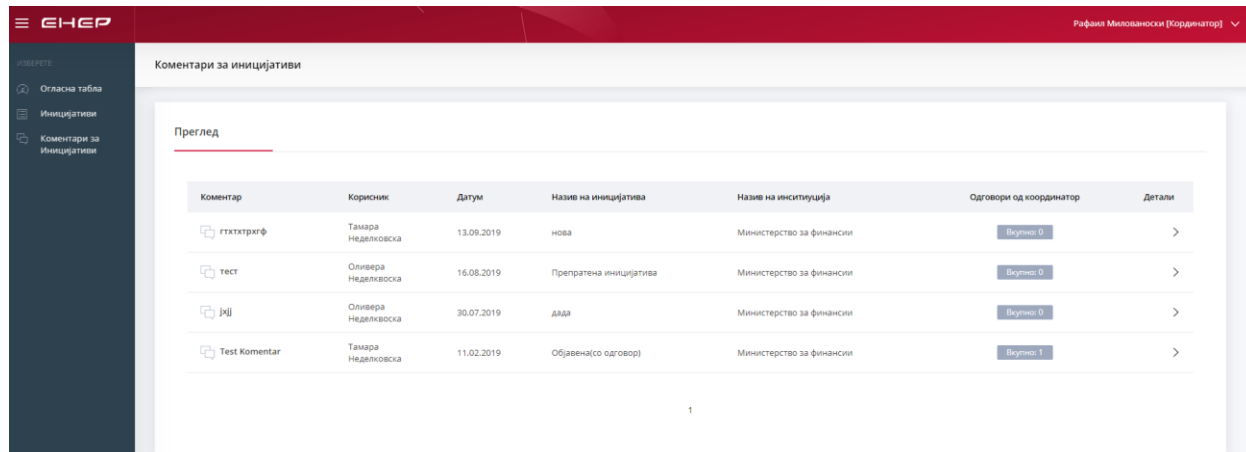 ЕНЕР
Рафаил Милованоски [Кординатор]
ИЗБЕРЕТЕ
Огласна табла
Иницијативи
Коментари за
Иницијативи
Коментари за иницијативи
Преглед
Коментар Корисник Датум Назив на иницијатива Назив на инситиуција Одговори од координатор Детали
гтхтхтрхгф Тамара Неделковска 13.09.2019 нова Министерство за финансии Вкупно: 0
тест Оливера Неделквоска 16.08.2019 Препратена иницијатива Министерство за финансии Вкупно: 0
jxjj Оливера Неделквоска 30.07.2019 дада Министерство за финансии Вкупно: 0
Test Komentar Тамара Неделковска 11.02.2019 Објавена(со одговор) Министерство за финансии Вкупно: 1
1